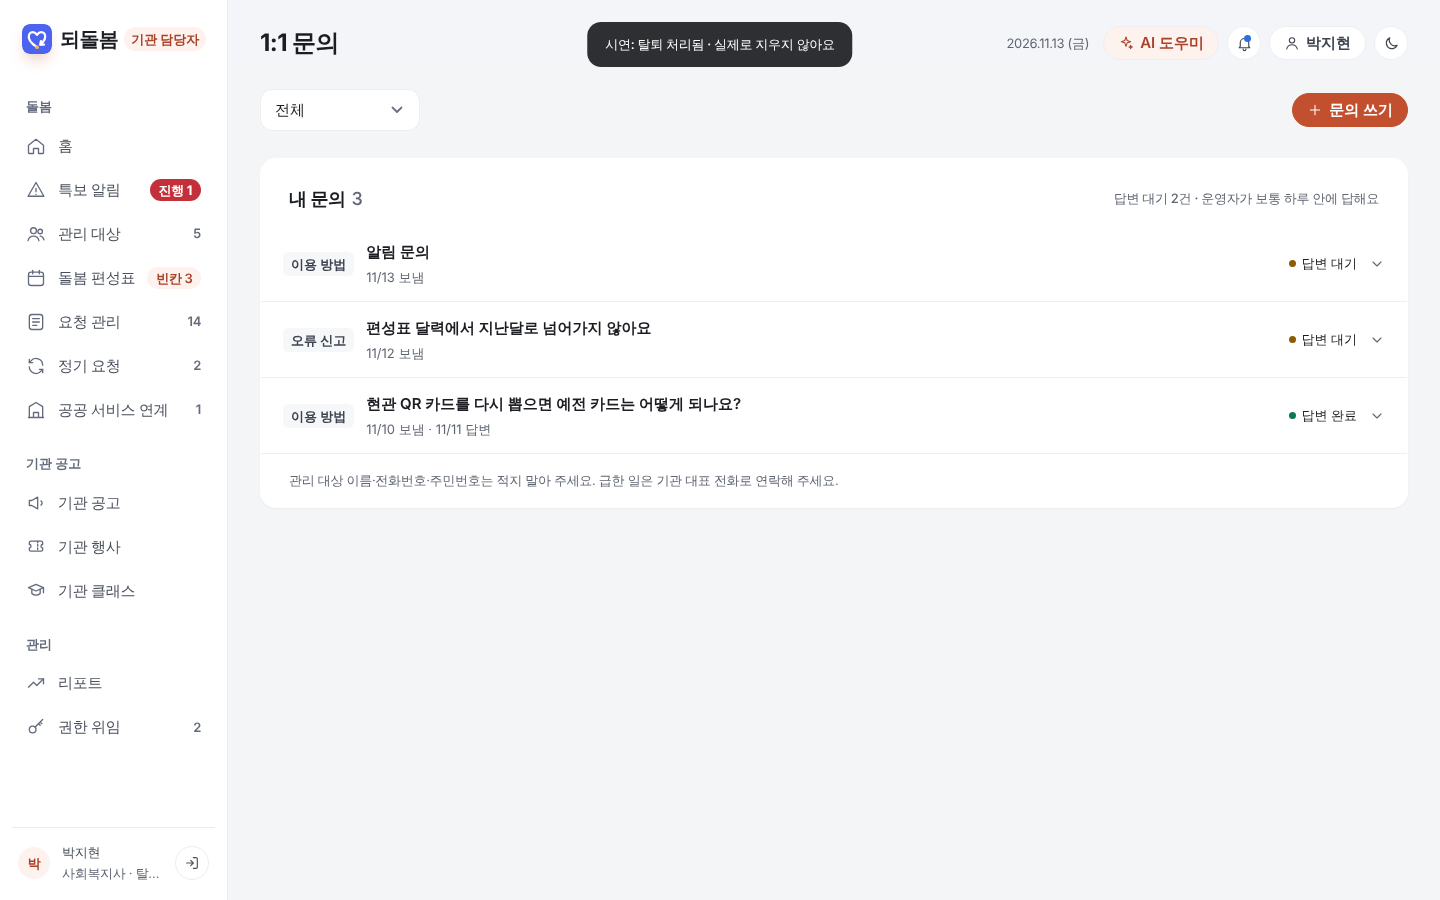 되돌봄 기관 담당자
돌봄
홈
특보 알림 진행 1
관리 대상 5
돌봄 편성표 빈칸 3
요청 관리 14
정기 요청 2
공공 서비스 연계 1
기관 공고
기관 공고
기관 행사
기관 클래스
관리
리포트
권한 위임 2
박 박지현
사회복지사 · 탈...
1:1 문의
시연: 탈퇴 처리됨 · 실제로 지우지 않아요
2026.11.13 (금) AI 도우미 박지현
전체
문의 쓰기
내 문의 3
답변 대기 2건 · 운영자가 보통 하루 안에 답해요
이용 방법 알림 문의
11/13 보냄
답변 대기
오류 신고 편성표 달력에서 지난달로 넘어가지 않아요
11/12 보냄
답변 대기
이용 방법 현관 QR 카드를 다시 뽑으면 예전 카드는 어떻게 되나요?
11/10 보냄 · 11/11 답변
답변 완료
관리 대상 이름·전화번호·주민번호는 적지 말아 주세요. 급한 일은 기관 대표 전화로 연락해 주세요.